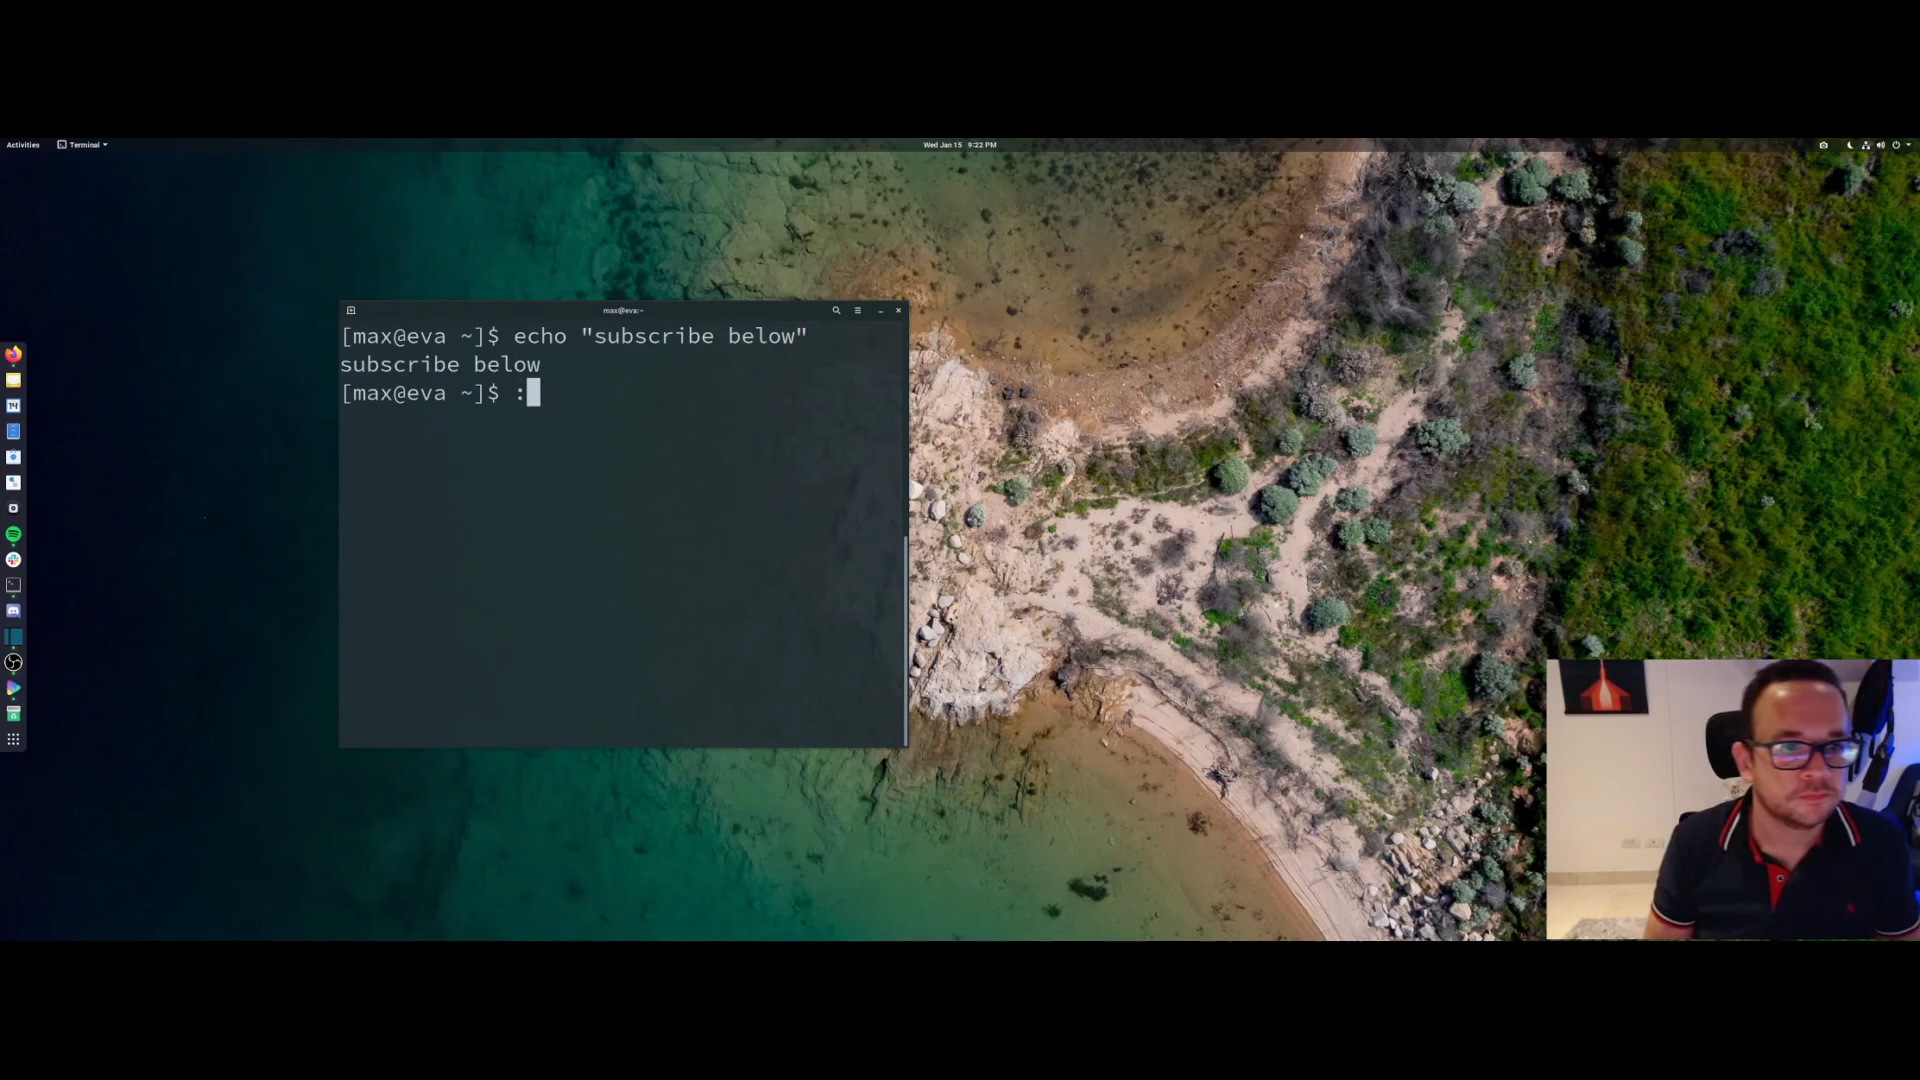 Activities
Terminal
Wed Jan 15 9:22 PM
max@eva:~
[max@eva ~]$ echo "subscribe below"
subscribe below
[max@eva ~]$ :
14